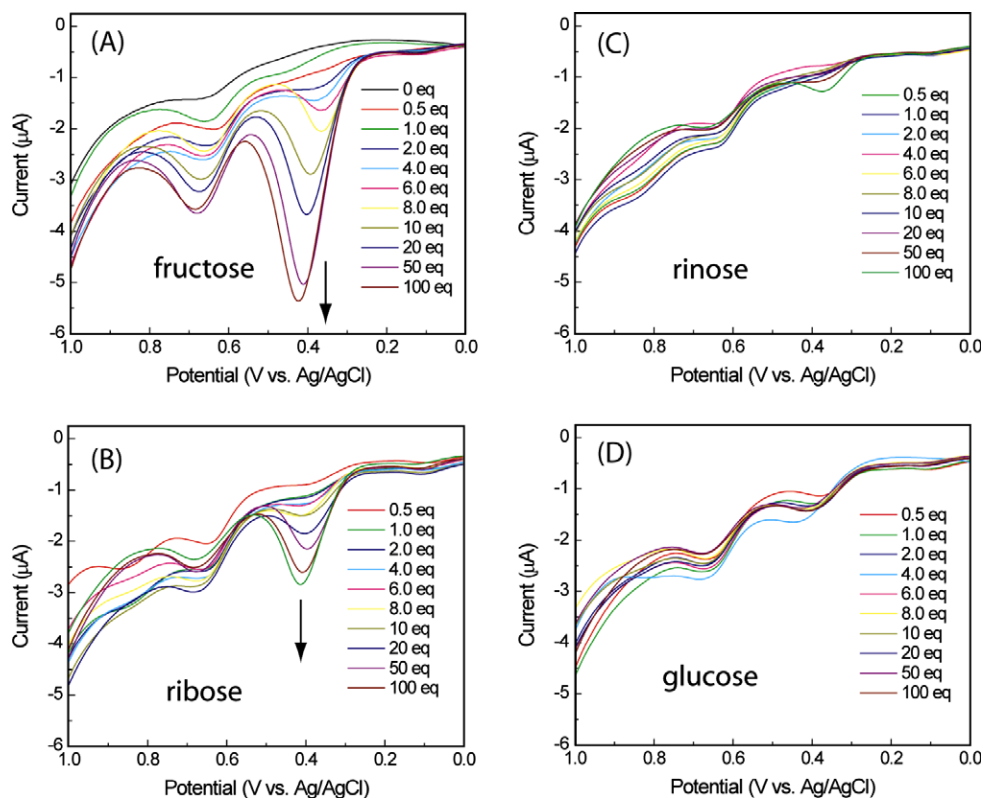 (A)
0
-1
-2
-3
-4
-5
-6
Current (µA)
0 eq
0.5 eq
1.0 eq
2.0 eq
4.0 eq
6.0 eq
8.0 eq
10 eq
20 eq
50 eq
100 eq
fructose
1.0 0.8 0.6 0.4 0.2 0.0
Potential (V vs. Ag/AgCl)
(C)
0
-1
-2
-3
-4
-5
-6
Current (µA)
0.5 eq
1.0 eq
2.0 eq
4.0 eq
6.0 eq
8.0 eq
10 eq
20 eq
50 eq
100 eq
rinose
1.0 0.8 0.6 0.4 0.2 0.0
Potential (V vs. Ag/AgCl)
(B)
0
-1
-2
-3
-4
-5
-6
Current (µA)
0.5 eq
1.0 eq
2.0 eq
4.0 eq
6.0 eq
8.0 eq
10 eq
20 eq
50 eq
100 eq
ribose
1.0 0.8 0.6 0.4 0.2 0.0
Potential (V vs. Ag/AgCl)
(D)
0
-1
-2
-3
-4
-5
-6
Current (µA)
0.5 eq
1.0 eq
2.0 eq
4.0 eq
6.0 eq
8.0 eq
10 eq
20 eq
50 eq
100 eq
glucose
1.0 0.8 0.6 0.4 0.2 0.0
Potential (V vs. Ag/AgCl)